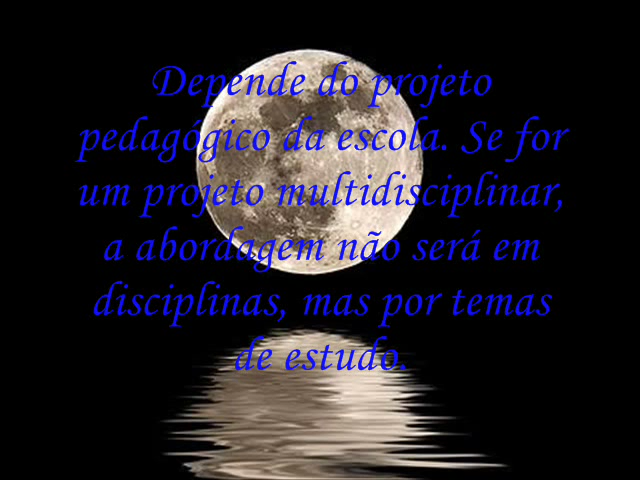 Depende do projeto
pedagógico da escola. Se for
um projeto multidisciplinar,
a abordagem não será em
disciplinas, mas por temas
de estudo.